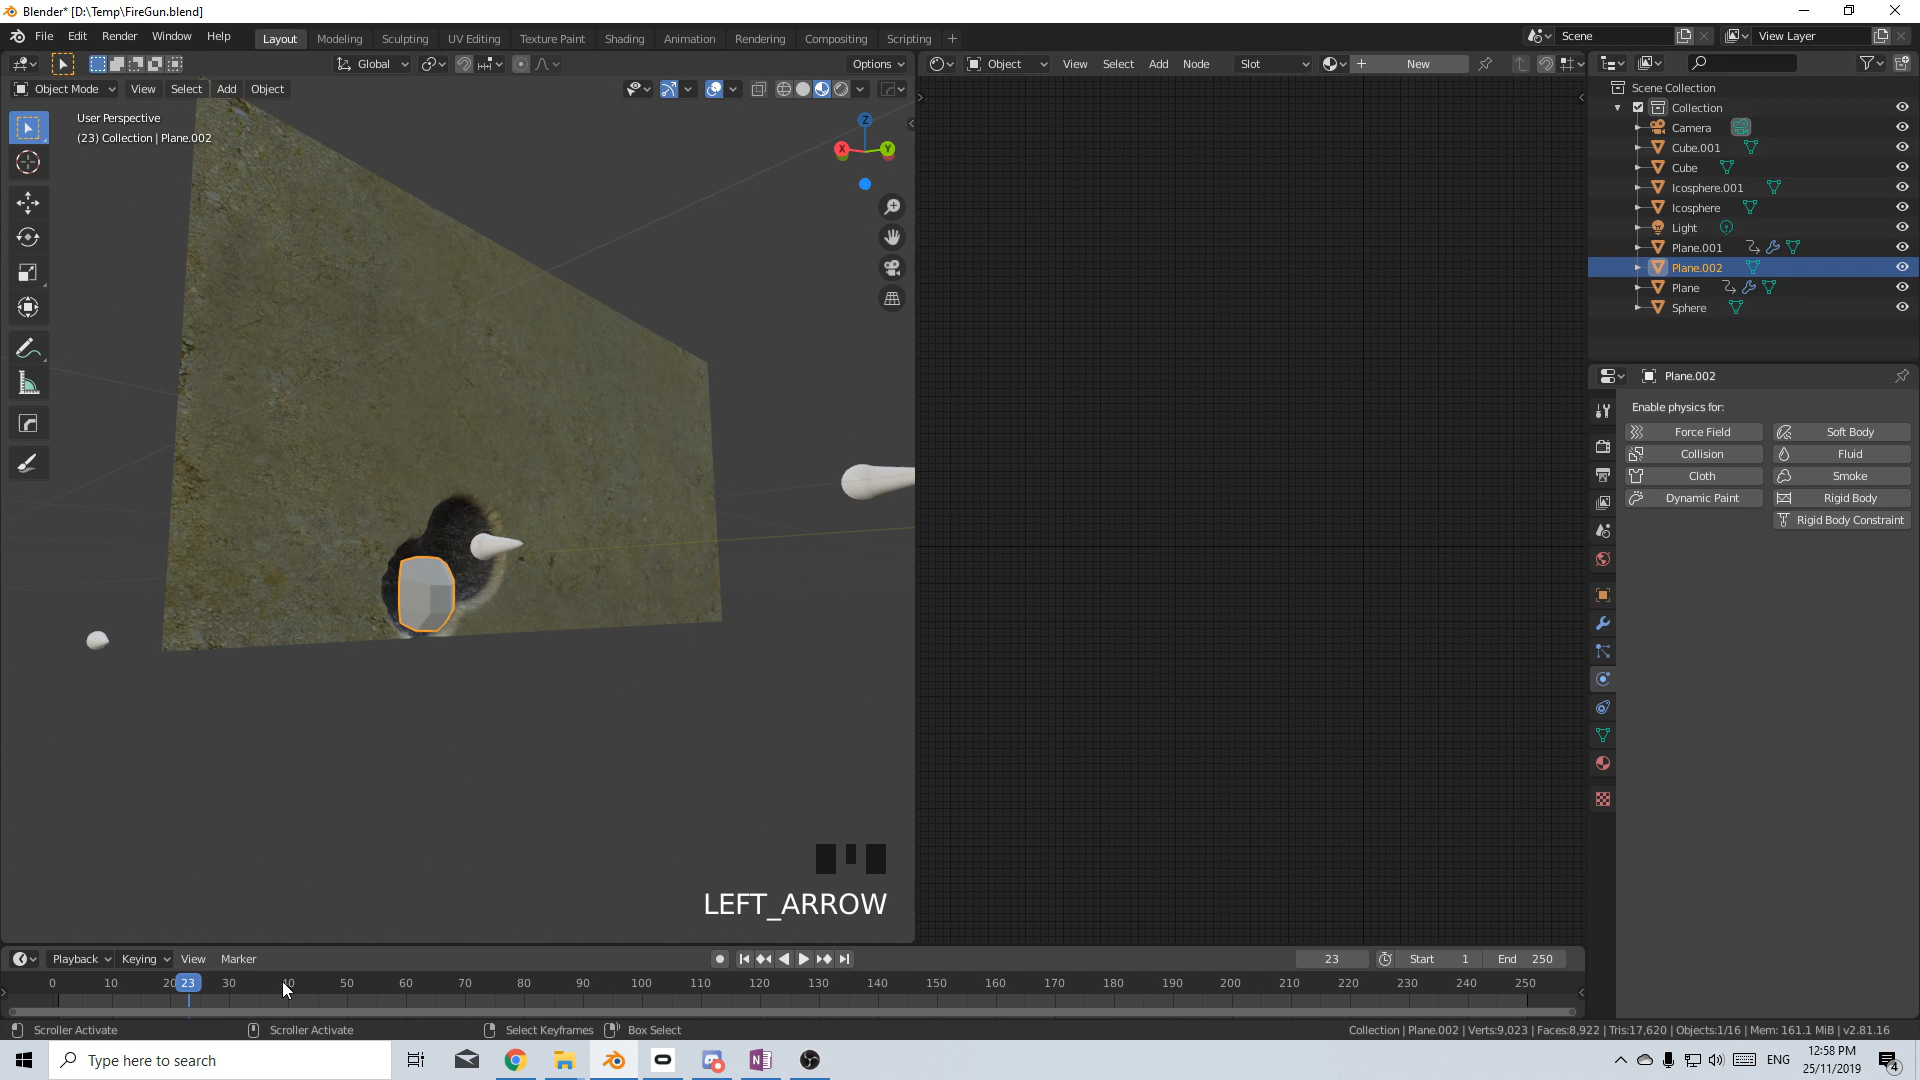 Blender* [D:\Temp\FireGun.blend]
File Edit Render Window Help Layout Modeling Sculpting UV Editing Texture Paint Shading Animation Rendering Compositing Scripting + Scene View Layer
Global Options Object View Select Add Node Slot New
Object Mode View Select Add Object
User Perspective
(23) Collection | Plane.002
Z
X Y
Scene Collection
Collection
Camera
Cube.001
Cube
Icosphere.001
Icosphere
Light
Plane.001
Plane.002
Plane
Sphere
Plane.002
Enable physics for:
Force Field Soft Body
Collision Fluid
Cloth Smoke
Dynamic Paint Rigid Body
Rigid Body Constraint
LEFT_ARROW
Playback Keying View Marker 23 Start 1 End 250
0 10 20 23 30 40 50 60 70 80 90 100 110 120 130 140 150 160 170 180 190 200 210 220 230 240 250
Scroller Activate Scroller Activate Select Keyframes Box Select Collection | Plane.002 | Verts:9,023 | Faces:8,922 | Tris:17,620 | Objects:1/16 | Mem: 161.1 MiB | v2.81.16
Type here to search ENG 12:58 PM
25/11/2019 4